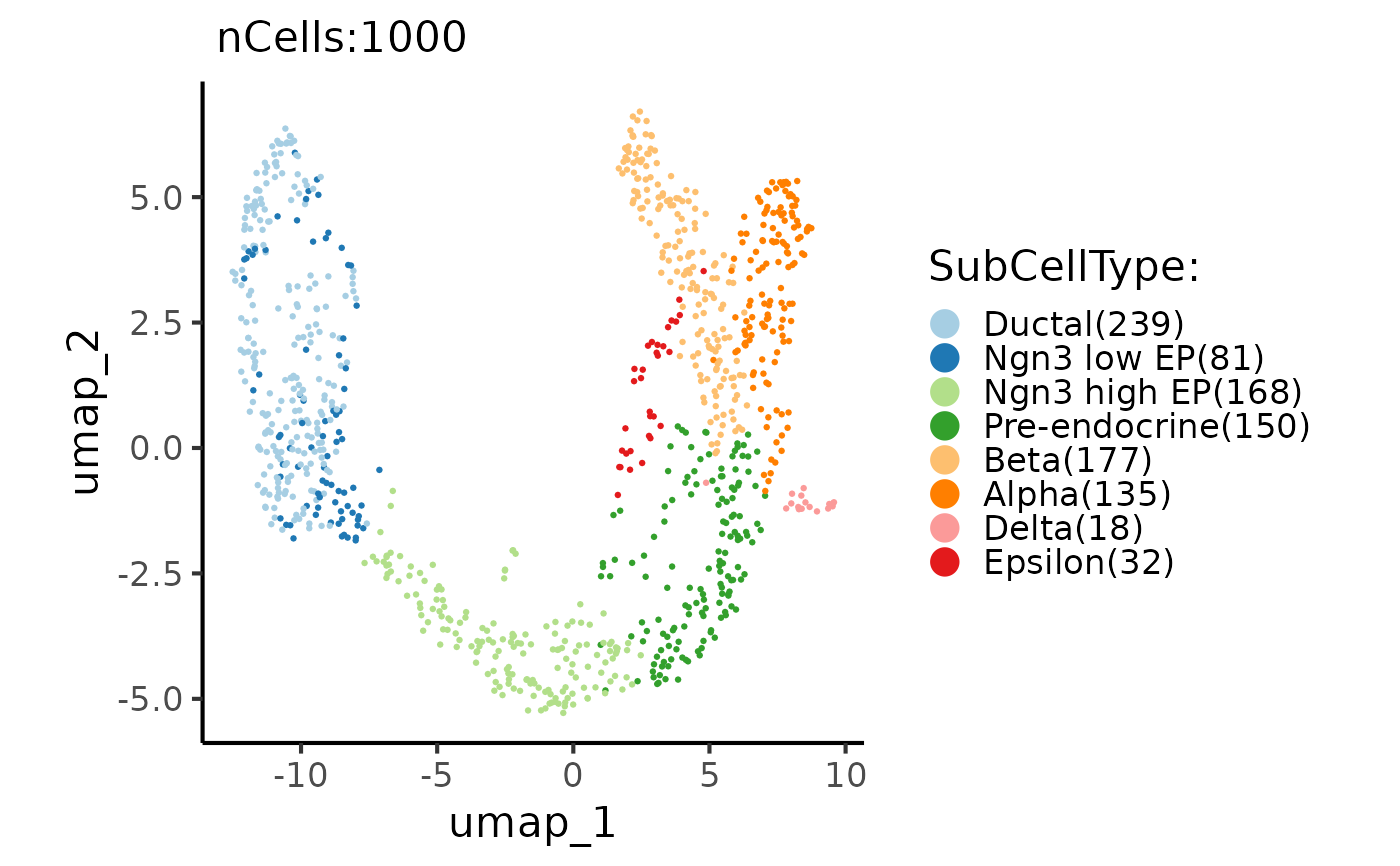 nCells:1000
umap_2
5.0
2.5
0.0
-2.5
-5.0
-10
-5
0
5
10
umap_1
SubCellType:
Ductal(239)
Ngn3 low EP(81)
Ngn3 high EP(168)
Pre-endocrine(150)
Beta(177)
Alpha(135)
Delta(18)
Epsilon(32)